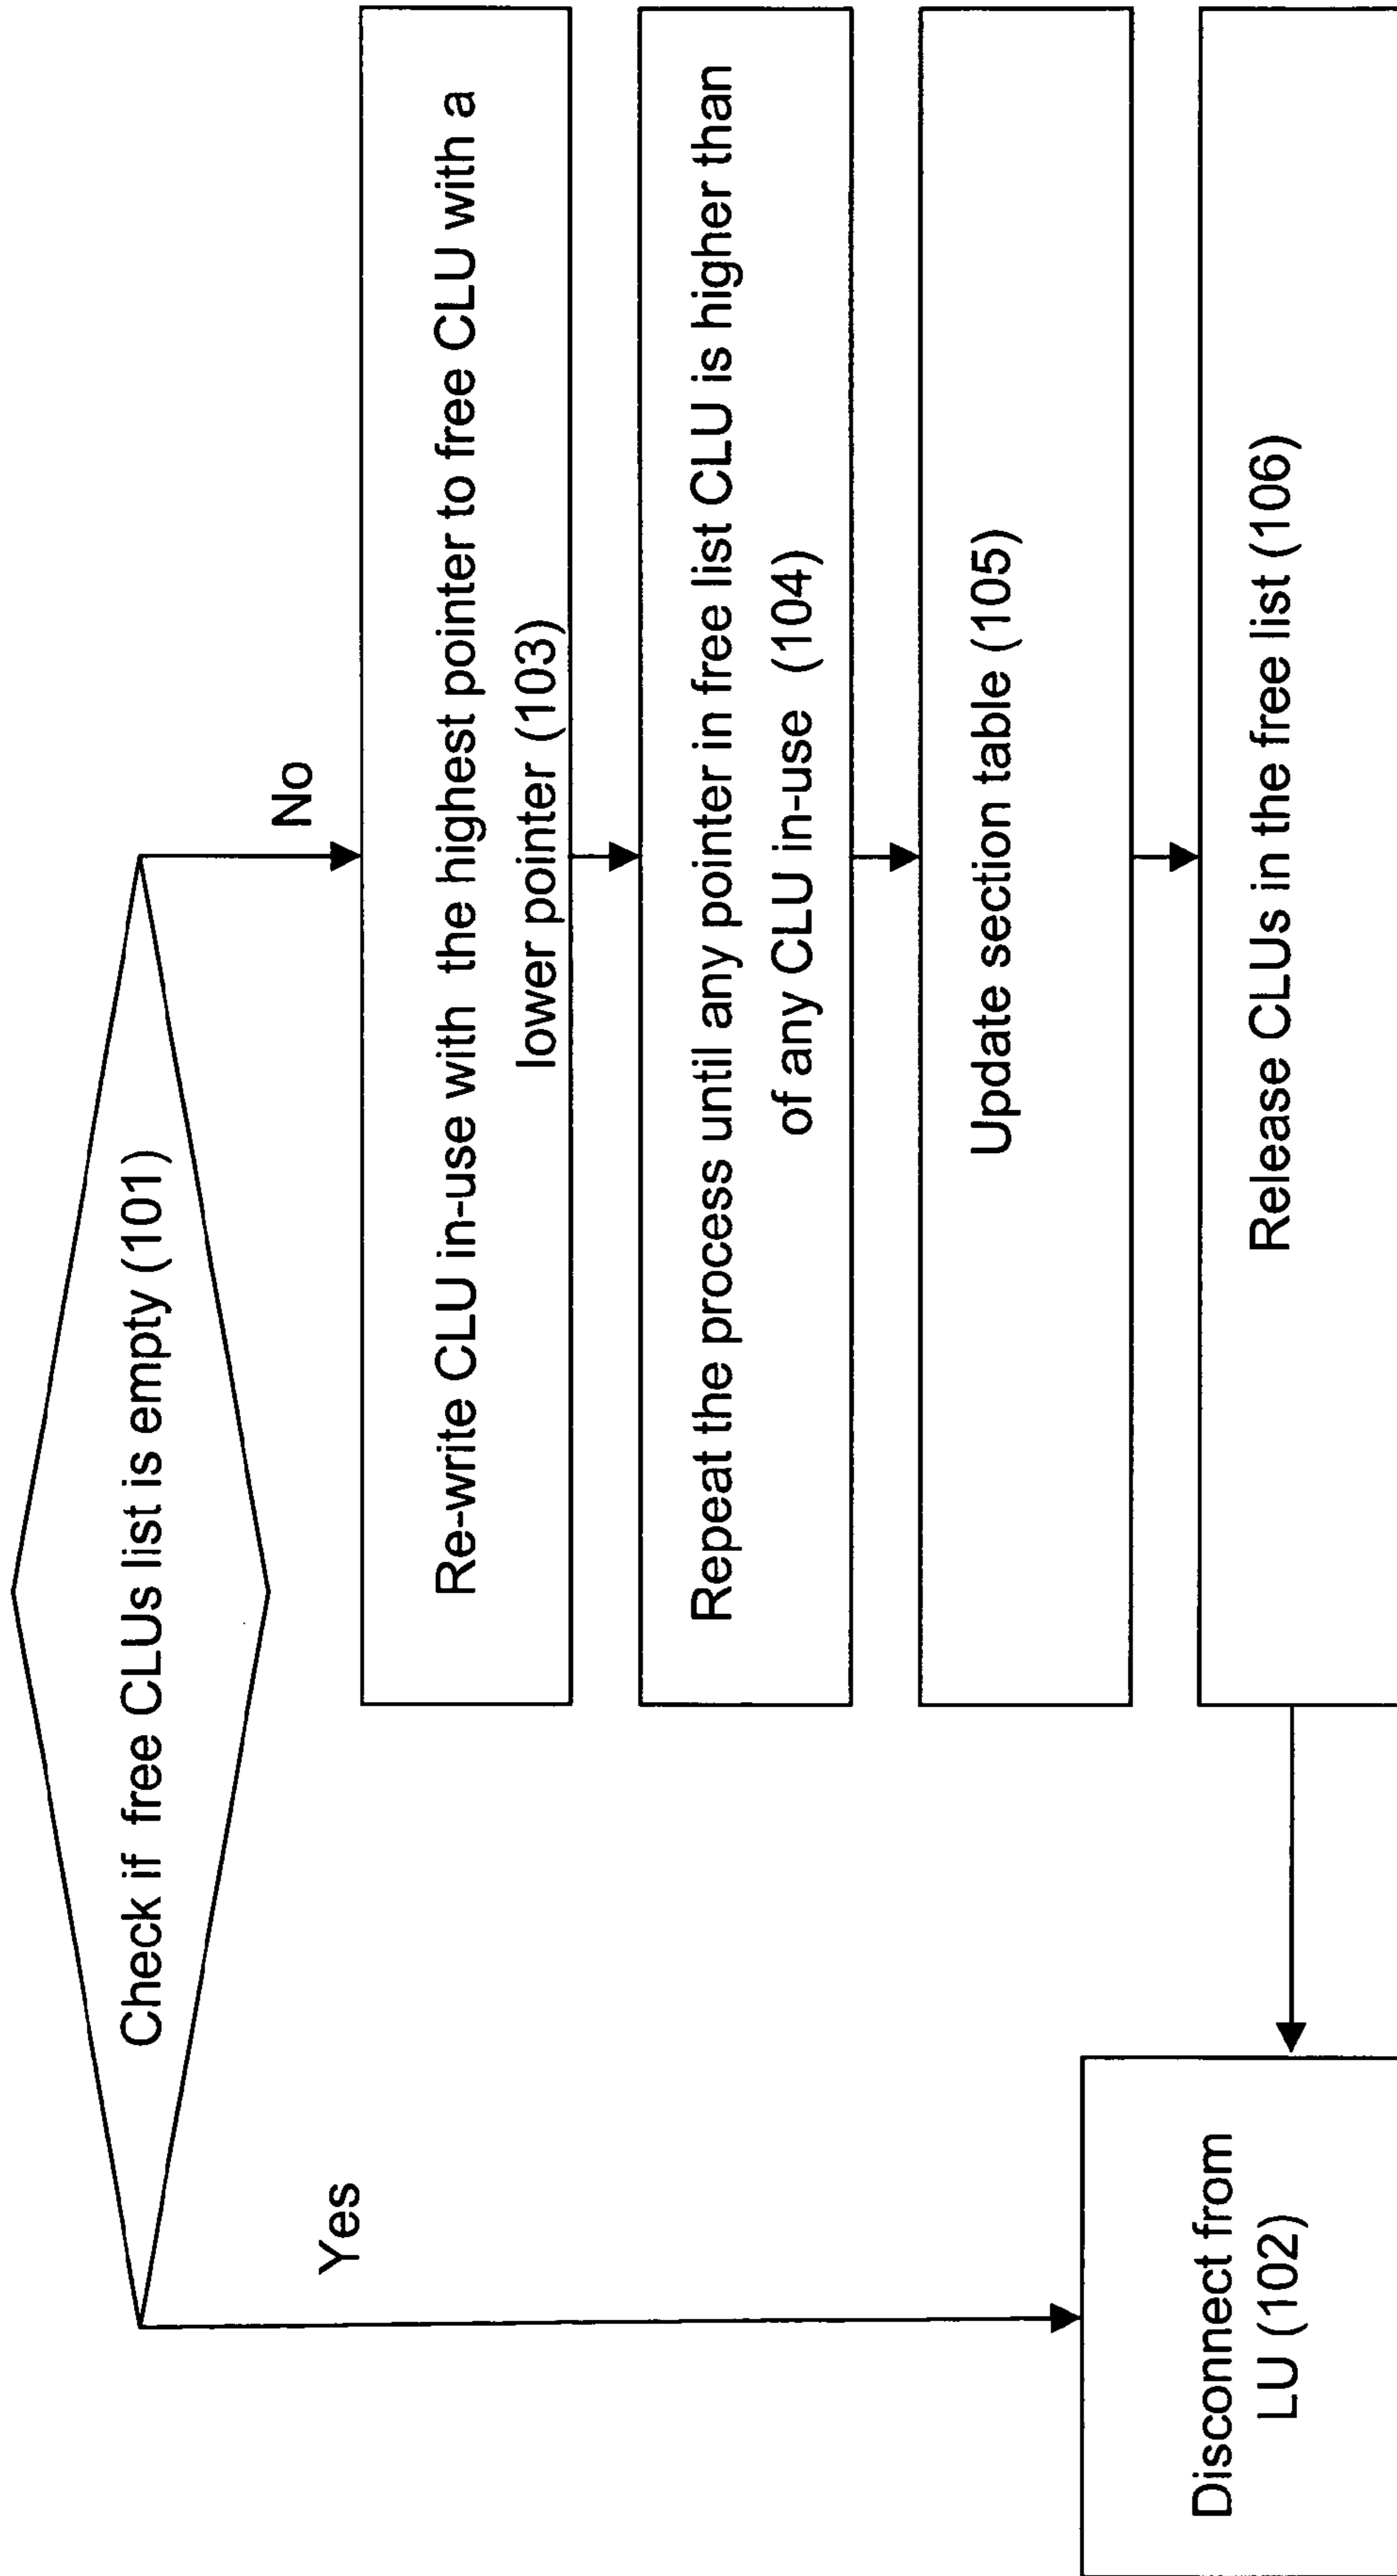 Check if free CLUs list is empty (101)
Yes
No
Re-write CLU in-use with the highest pointer to free CLU with a
lower pointer (103)
Repeat the process until any pointer in free list CLU is higher than
of any CLU in-use (104)
Update section table (105)
Release CLUs in the free list (106)
Disconnect from
LU (102)